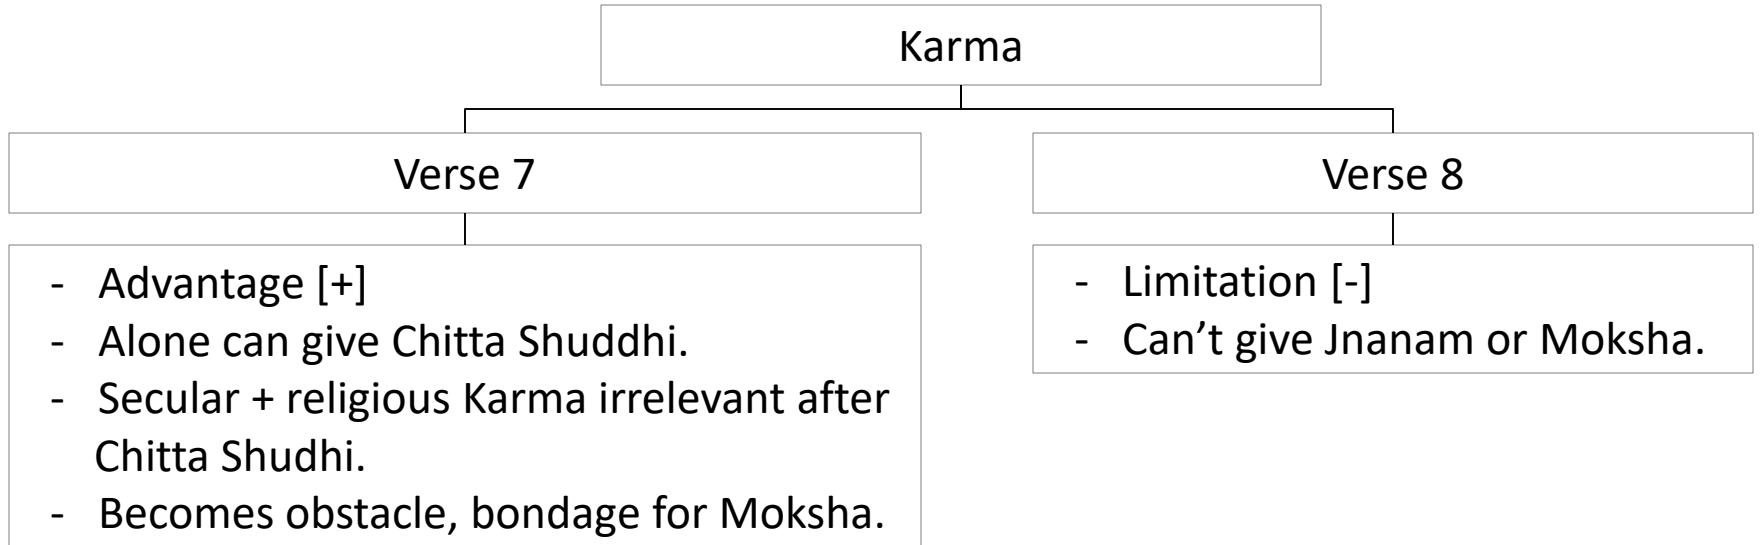 Karma
Verse 7
Verse 8
- Advantage [+]
- Alone can give Chitta Shuddhi.
- Secular + religious Karma irrelevant after
Chitta Shudhi.
- Becomes obstacle, bondage for Moksha.
- Limitation [-]
- Can’t give Jnanam or Moksha.